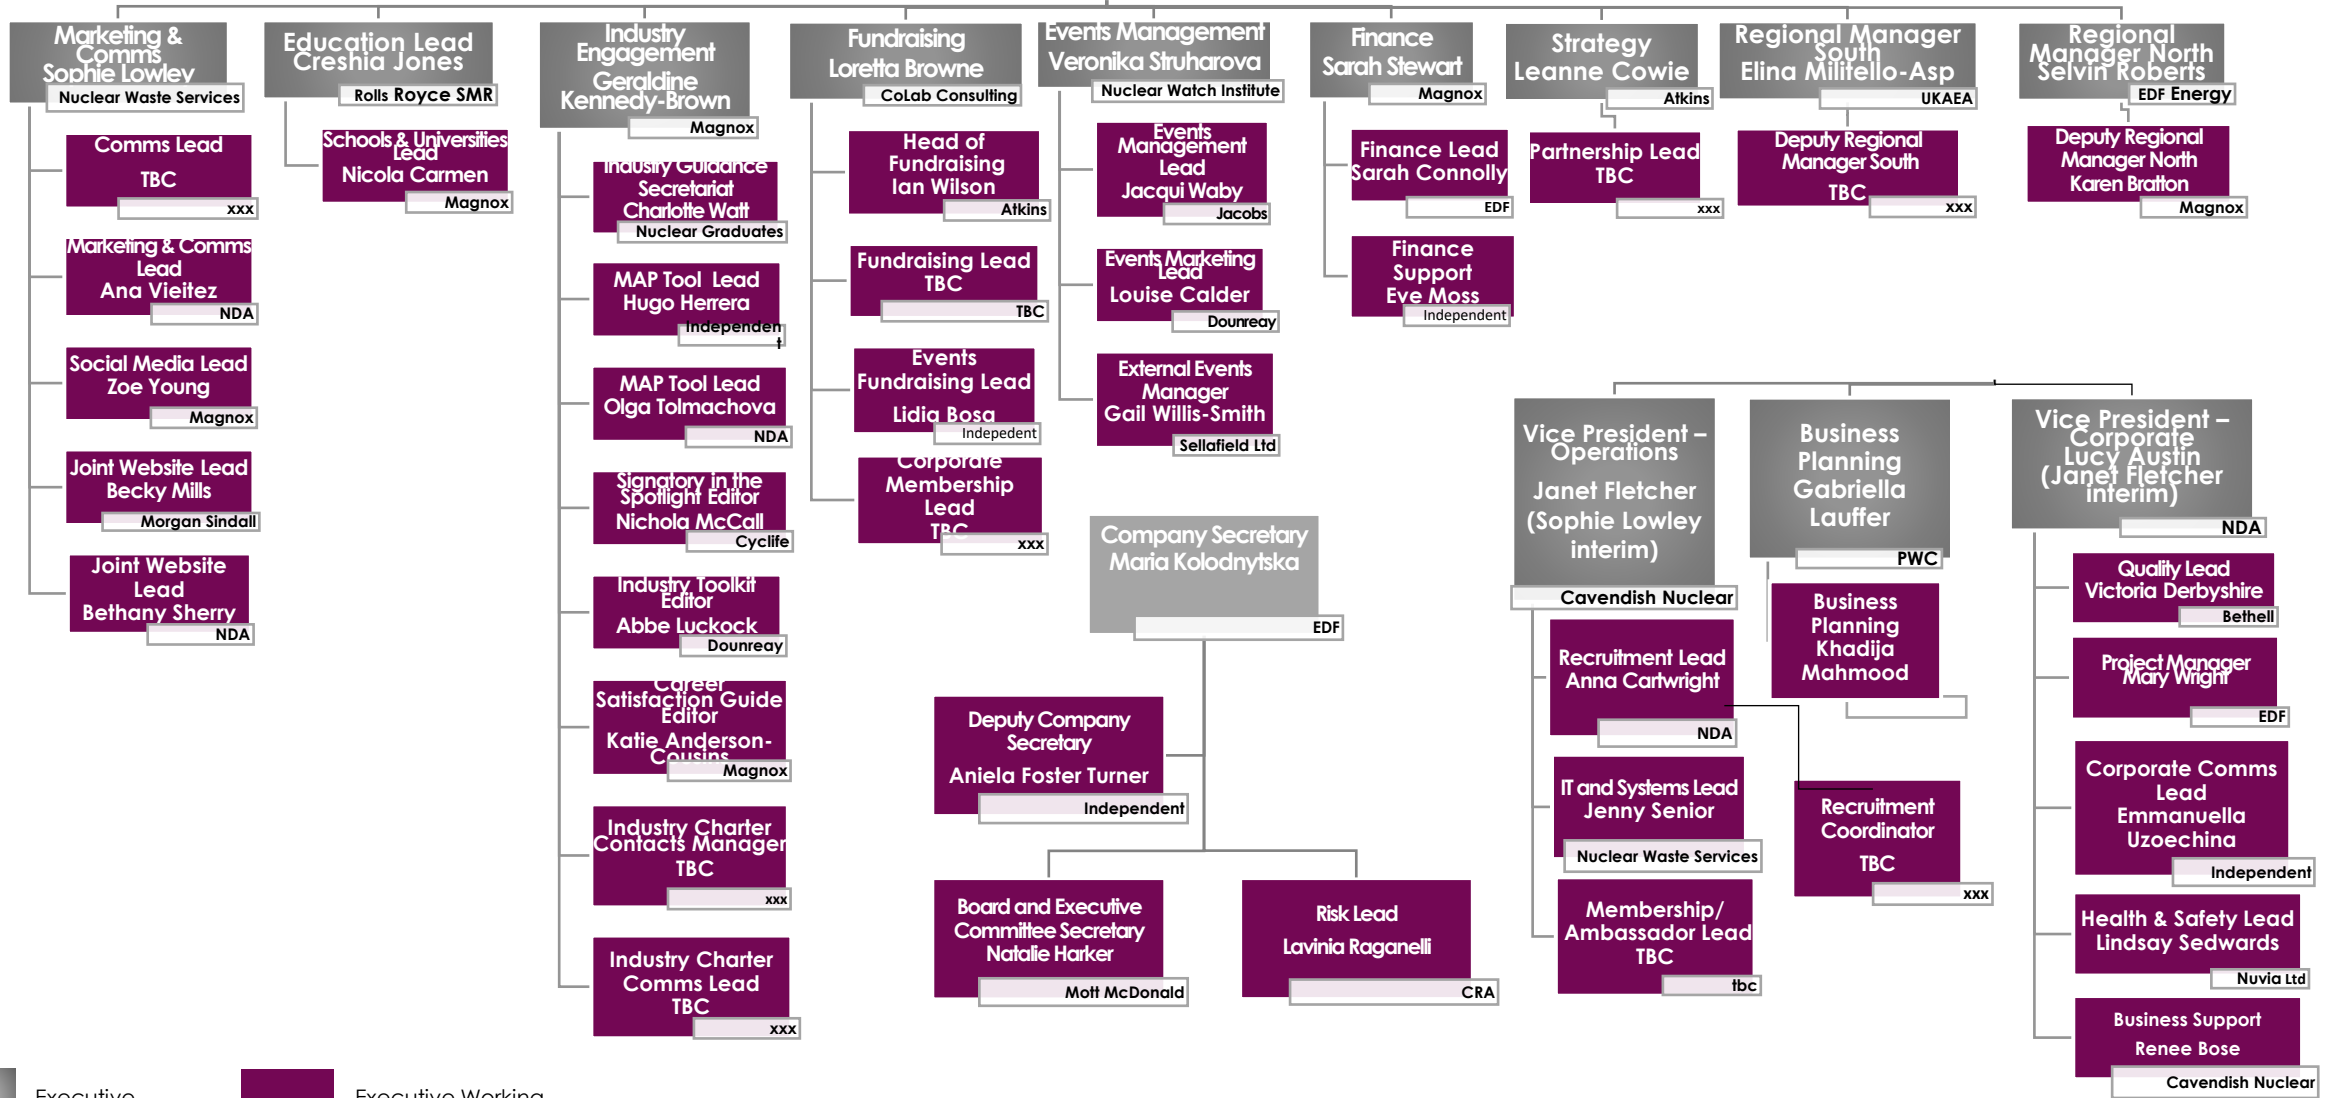 Marketing &
Comms
Sophie Lowley
Nuclear Waste Services
Comms Lead
TBC
xxx
Marketing & Comms
Lead
Ana Vieitez
NDA
Social Media Lead
Zoe Young
Magnox
Joint Website Lead
Becky Mills
Morgan Sindall
Joint Website
Lead
Bethany Sherry
NDA
Education Lead
Creshia Jones
Rolls Royce SMR
Schools & Universities
Lead
Nicola Carmen
Magnox
Industry
Engagement
Geraldine
Kennedy-Brown
Magnox
Industry Guidance
Secretariat
Charlotte Watt
Nuclear Graduates
MAP Tool Lead
Hugo Herrera
Independen
t
MAP Tool Lead
Olga Tolmachova
NDA
Signatory in the
Spotlight Editor
Nichola McCall
Cyclife
Industry Toolkit
Editor
Abbe Luckock
Dounreay
Career
Satisfaction Guide
Editor
Katie Anderson-
Cousins
Magnox
Industry Charter
Contacts Manager
TBC
xxx
Industry Charter
Comms Lead
TBC
xxx
Fundraising
Loretta Browne
CoLab Consulting
Head of
Fundraising
Ian Wilson
Atkins
Fundraising Lead
TBC
TBC
Events
Fundraising Lead
Lidia Bosa
Indepedent
Corporate
Membership
Lead
TBC
xxx
Events Management
Veronika Struharova
Nuclear Watch Institute
Events
Management
Lead
Jacqui Waby
Jacobs
Events Marketing
Lead
Louise Calder
Dounreay
External Events
Manager
Gail Willis-Smith
Sellafield Ltd
Finance
Sarah Stewart
Magnox
Finance Lead
Sarah Connolly
EDF
Finance
Support
Eve Moss
Independent
Strategy
Leanne Cowie
Atkins
Partnership Lead
TBC
xxx
Regional Manager
South
Elina Militello-Asp
UKAEA
Deputy Regional
Manager South
TBC
xxx
Regional
Manager North
Selvin Roberts
EDF Energy
Deputy Regional
Manager North
Karen Bratton
Magnox
Company Secretary
Maria Kolodnytska
EDF
Deputy Company
Secretary
Aniela Foster Turner
Independent
Board and Executive
Committee Secretary
Natalie Harker
Mott McDonald
Risk Lead
Lavinia Raganelli
CRA
Vice President –
Operations
Janet Fletcher
(Sophie Lowley
interim)
Cavendish Nuclear
Recruitment Lead
Anna Cartwright
NDA
IT and Systems Lead
Jenny Senior
Nuclear Waste Services
Membership/
Ambassador Lead
TBC
tbc
Business
Planning
Gabriella
Lauffer
PWC
Business
Planning
Khadija
Mahmood
Recruitment
Coordinator
TBC
xxx
Vice President –
Corporate
Lucy Austin
(Janet Fletcher
interim)
NDA
Quality Lead
Victoria Derbyshire
Bethell
Project Manager
Mary Wright
EDF
Corporate Comms
Lead
Emmanuella
Uzoechina
Independent
Health & Safety Lead
Lindsay Sedwards
Nuvia Ltd
Business Support
Renee Bose
Cavendish Nuclear
Executive
Executive Working